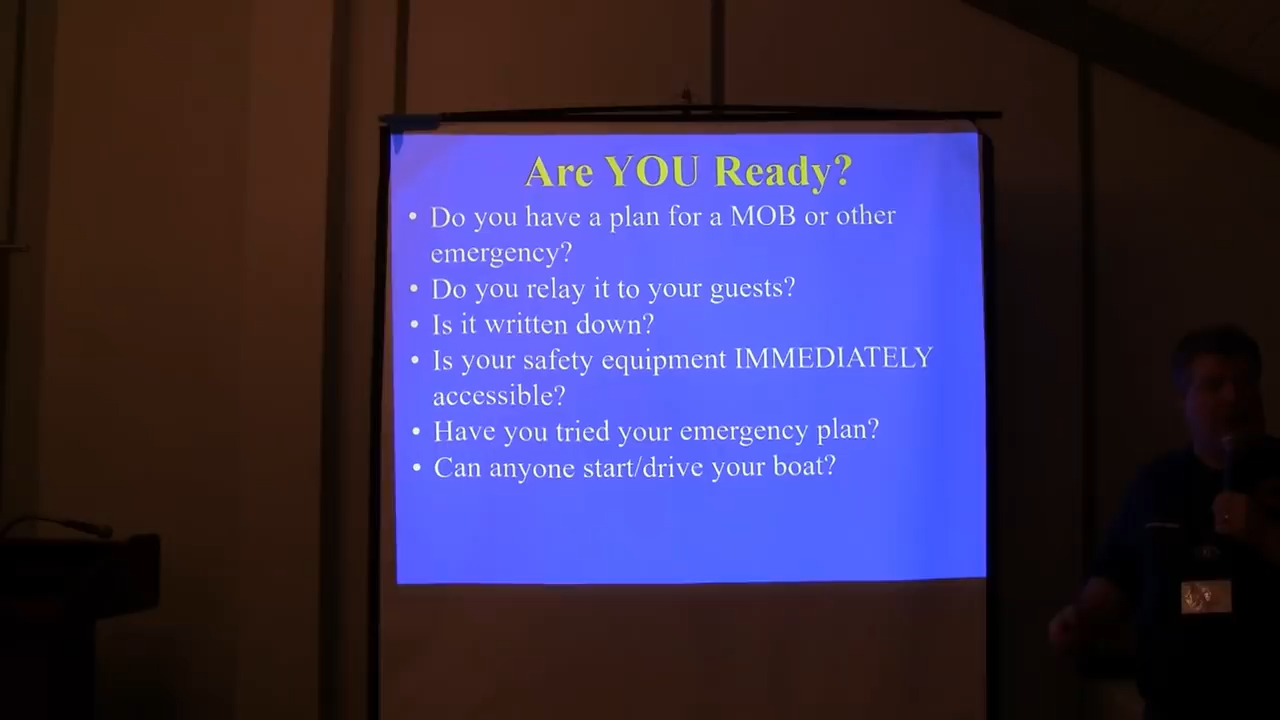 Are YOU Ready?
• Do you have a plan for a MOB or other
emergency?
• Do you relay it to your guests?
• Is it written down?
• Is your safety equipment IMMEDIATELY
accessible?
• Have you tried your emergency plan?
• Can anyone start/drive your boat?